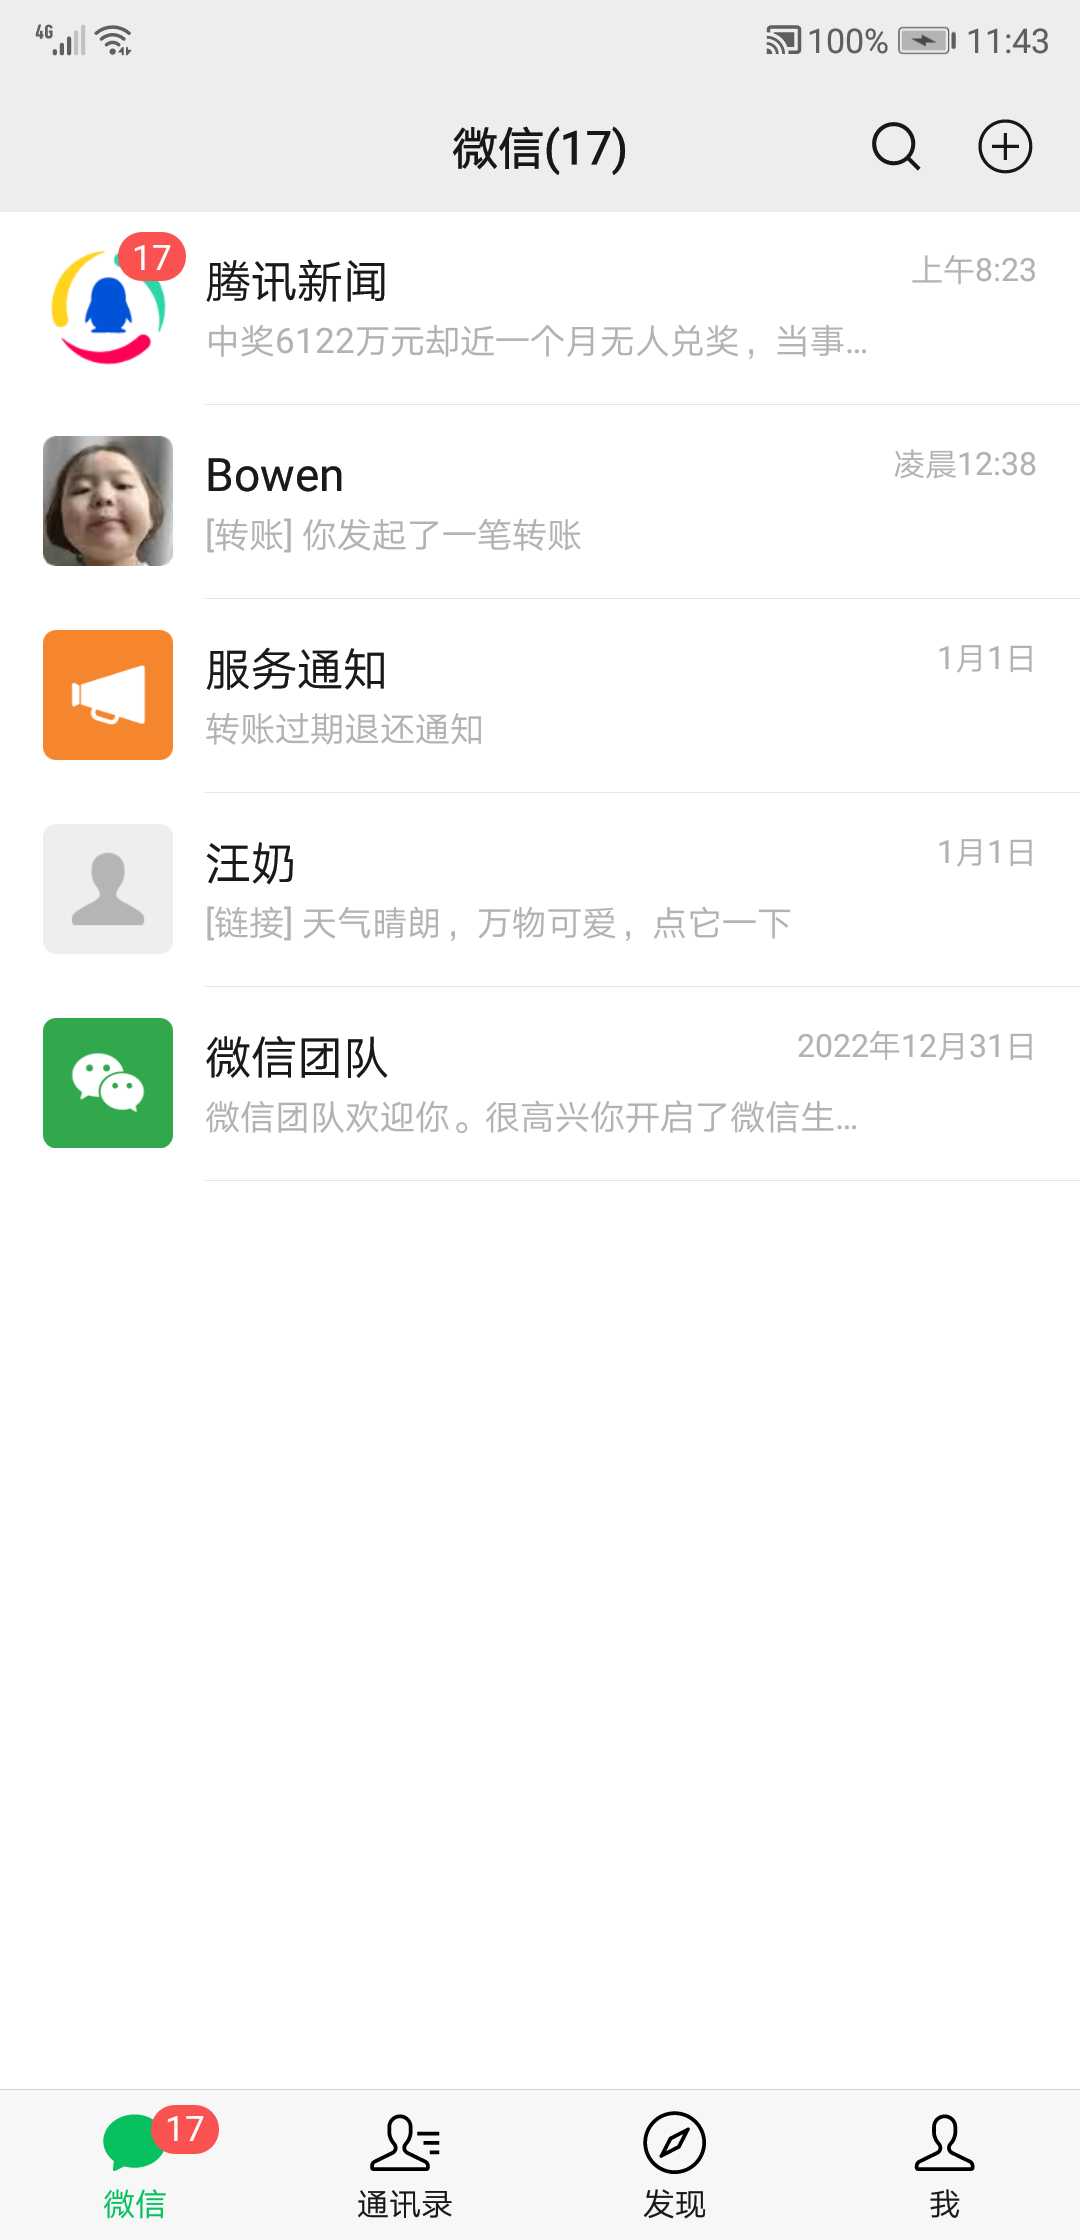 4G 100% 11:43
微信(17)
17
腾讯新闻 上午8:23
中奖6122万元却近一个月无人兑奖，当事...
Bowen 凌晨12:38
[转账] 你发起了一笔转账
服务通知 1月1日
转账过期退还通知
汪奶 1月1日
[链接] 天气晴朗，万物可爱，点它一下
微信团队 2022年12月31日
微信团队欢迎你。很高兴你开启了微信生...
17
微信 通讯录 发现 我